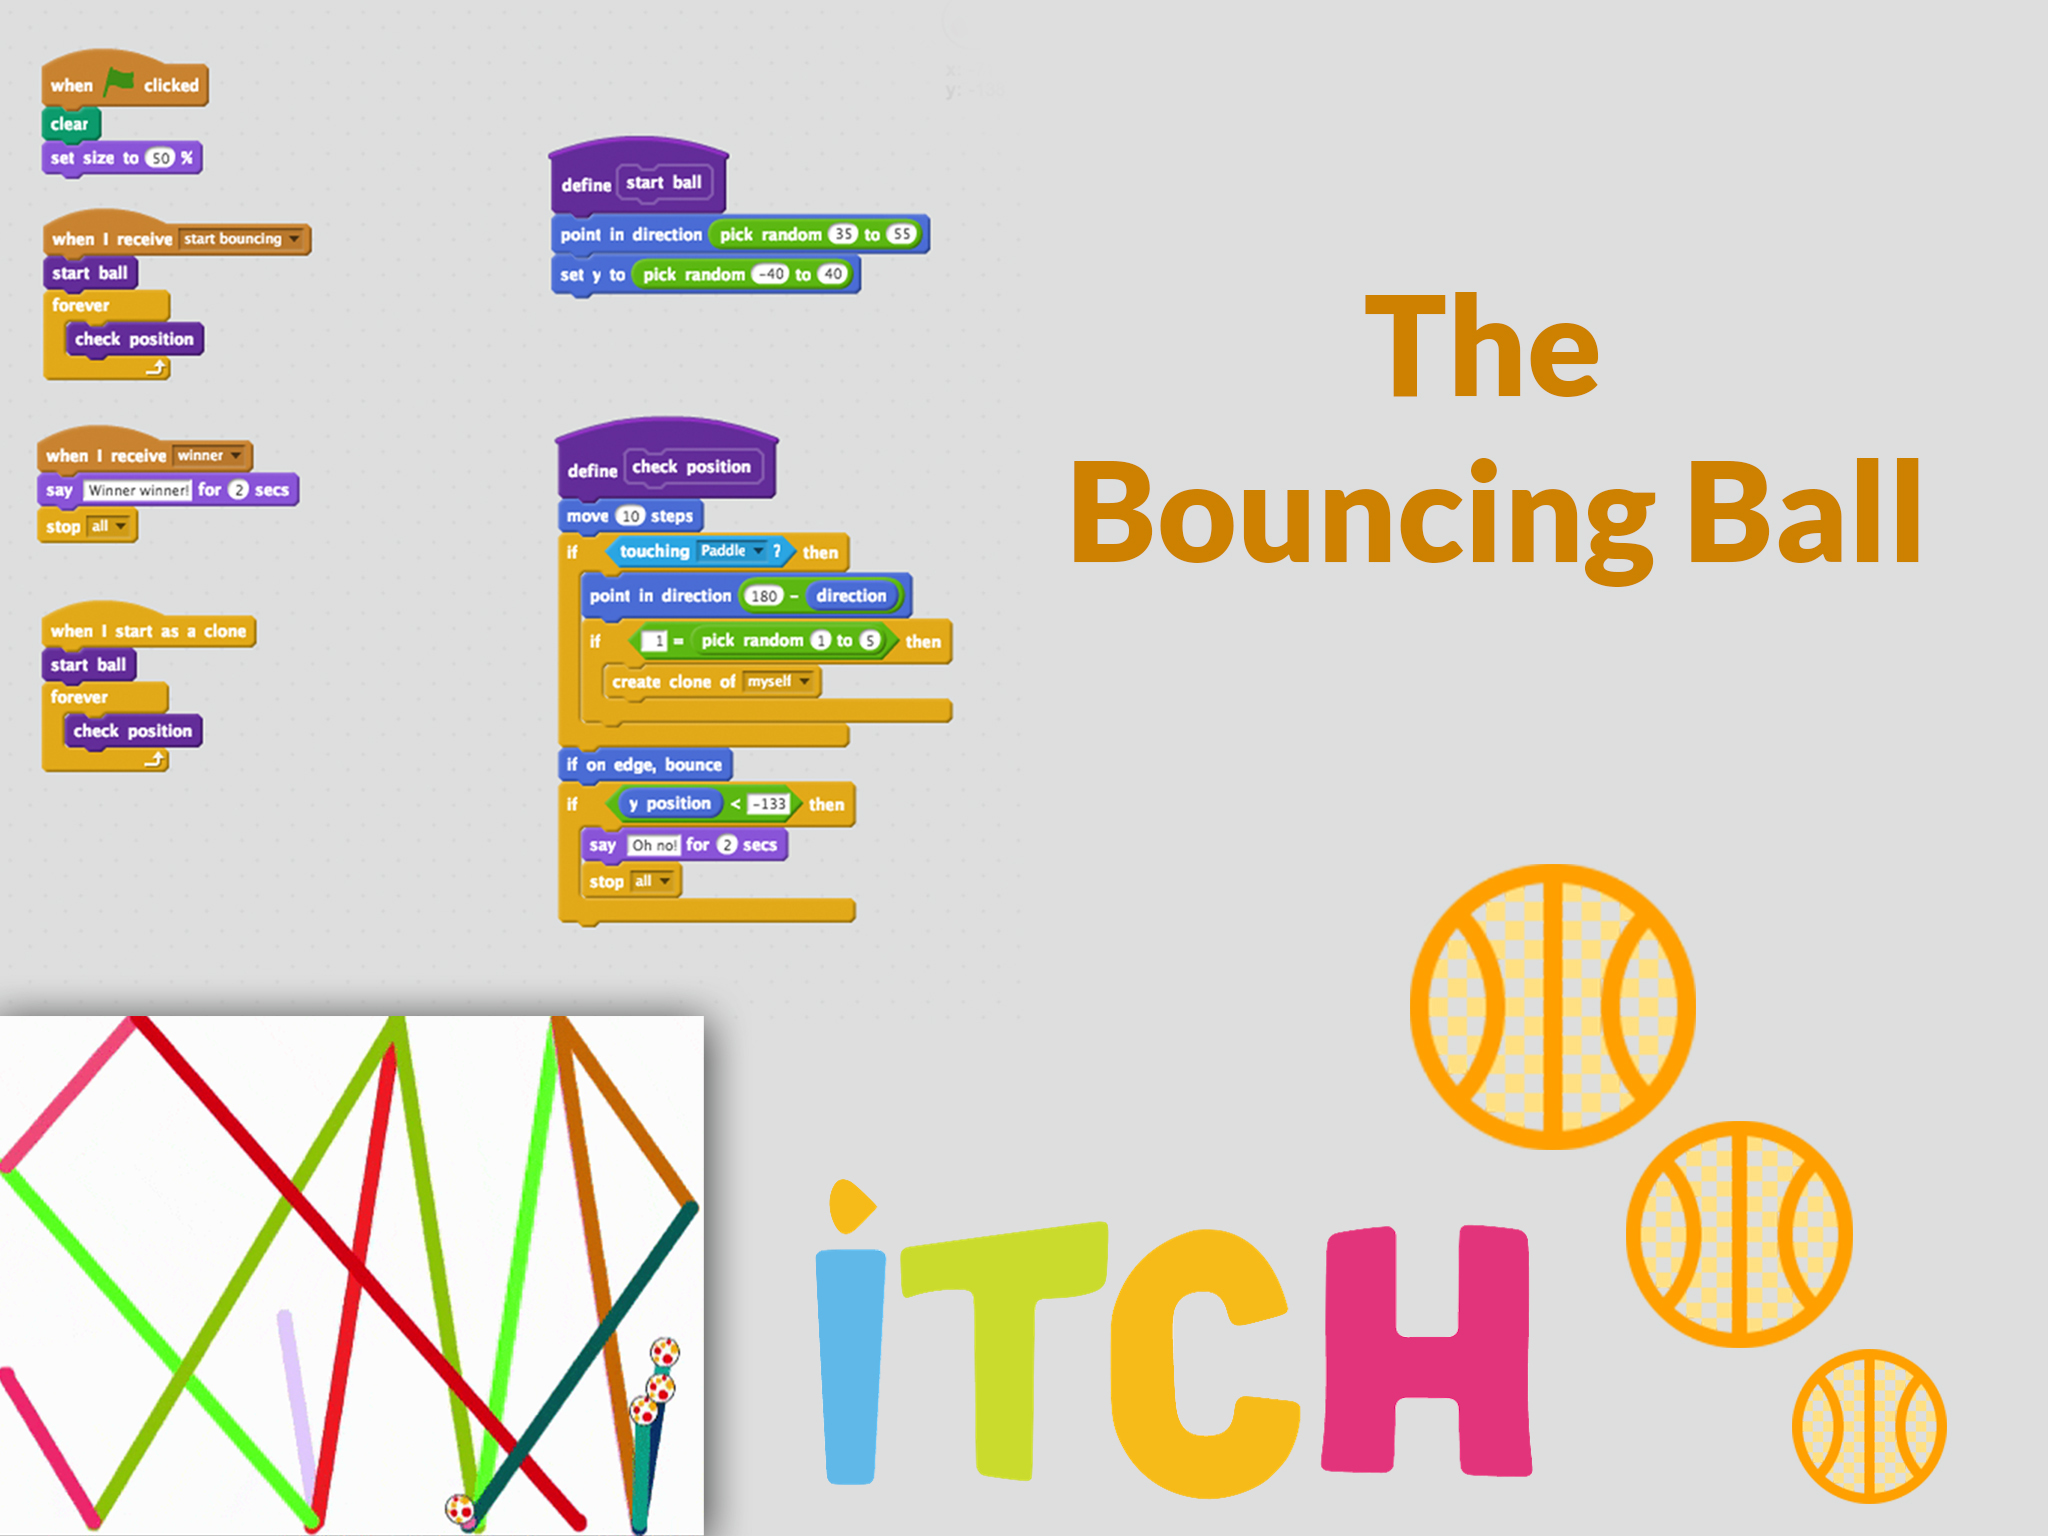 when clicked
clear
set size to 50 %
when I receive start bouncing
start ball
forever
check position
when I receive winner
say Winner winner! for 2 secs
stop all
when I start as a clone
start ball
forever
check position
define start ball
point in direction pick random 35 to 55
set y to pick random -40 to 40
define check position
move 10 steps
if touching Paddle ? then
point in direction 180 - direction
if 1 = pick random 1 to 5 then
create clone of myself
if on edge, bounce
if y position < -133 then
say Oh no! for 2 secs
stop all
The
Bouncing Ball
iTCH